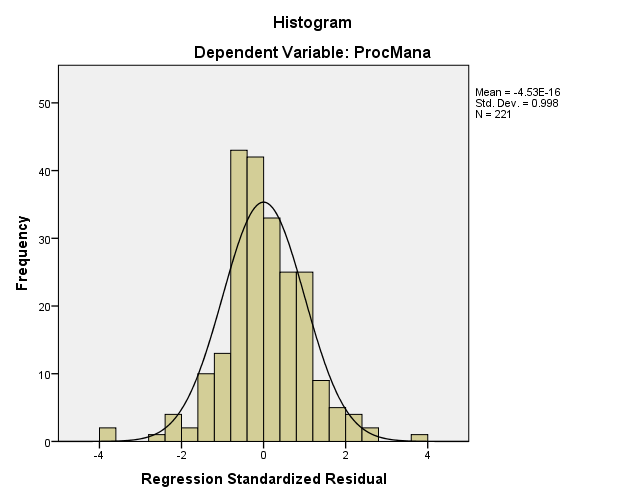 Histogram
Dependent Variable: ProcMana
Mean = -4.53E-16
Std. Dev. = 0.998
N = 221
Frequency
50
40
30
20
10
0
-4
-2
0
2
4
Regression Standardized Residual